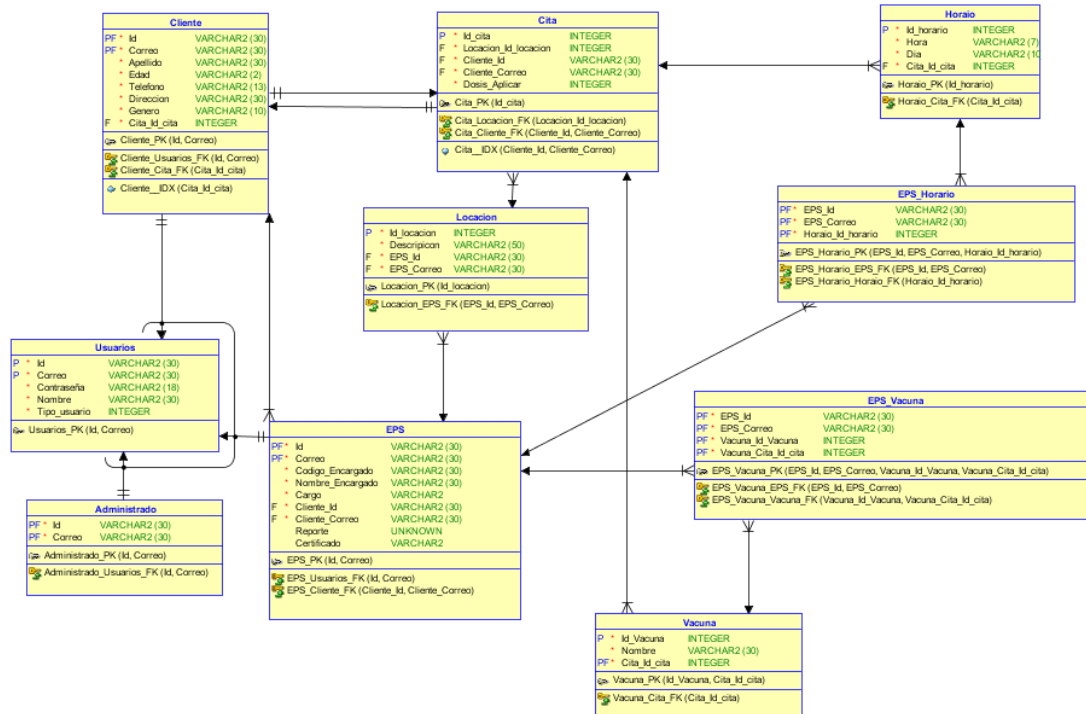 Cliente
PF * Id VARCHAR2 (30)
PF * Correo VARCHAR2 (30)
* Apellido VARCHAR2 (30)
* Edad VARCHAR2 (2)
* Telefono VARCHAR2 (13)
* Direccion VARCHAR2 (30)
* Genero VARCHAR2 (10)
F * Cita_Id_cita INTEGER
Cliente_PK (Id, Correo)
Cliente_Usuarios_FK (Id, Correo)
Cliente_Cita_FK (Cita_Id_cita)
Cliente__IDX (Cita_Id_cita)
Cita
P * Id_cita INTEGER
F * Locacion_Id_locacion INTEGER
F * Cliente_Id VARCHAR2 (30)
F * Cliente_Correo VARCHAR2 (30)
* Dosis_Aplicar INTEGER
Cita_PK (Id_cita)
Cita_Locacion_FK (Locacion_Id_locacion)
Cita_Cliente_FK (Cliente_Id, Cliente_Correo)
Cita__IDX (Cliente_Id, Cliente_Correo)
Horaio
P * Id_horario INTEGER
* Hora VARCHAR2 (7)
* Dia VARCHAR2 (10
F * Cita_Id_cita INTEGER
Horaio_PK (Id_horario)
Horaio_Cita_FK (Cita_Id_cita)
Locacion
P * Id_locacion INTEGER
* Descripicon VARCHAR2 (50)
F * EPS_Id VARCHAR2 (30)
F * EPS_Correo VARCHAR2 (30)
Locacion_PK (Id_locacion)
Locacion_EPS_FK (EPS_Id, EPS_Correo)
EPS_Horario
PF * EPS_Id VARCHAR2 (30)
PF * EPS_Correo VARCHAR2 (30)
PF * Horaio_Id_horario INTEGER
EPS_Horario_PK (EPS_Id, EPS_Correo, Horaio_Id_horario)
EPS_Horario_EPS_FK (EPS_Id, EPS_Correo)
EPS_Horario_Horaio_FK (Horaio_Id_horario)
Usuarios
P * Id VARCHAR2 (30)
P * Correo VARCHAR2 (30)
* Contraseña VARCHAR2 (18)
* Nombre VARCHAR2 (30)
* Tipo_usuario INTEGER
Usuarios_PK (Id, Correo)
EPS
PF * Id VARCHAR2 (30)
PF * Correo VARCHAR2 (30)
* Codigo_Encargado VARCHAR2 (30)
* Nombre_Encargado VARCHAR2 (30)
* Cargo VARCHAR2
F * Cliente_Id VARCHAR2 (30)
F * Cliente_Correo VARCHAR2 (30)
Reporte UNKNOWN
Certificado VARCHAR2
EPS_PK (Id, Correo)
EPS_Usuarios_FK (Id, Correo)
EPS_Cliente_FK (Cliente_Id, Cliente_Correo)
EPS_Vacuna
PF * EPS_Id VARCHAR2 (30)
PF * EPS_Correo VARCHAR2 (30)
PF * Vacuna_Id_Vacuna INTEGER
PF * Vacuna_Cita_Id_cita INTEGER
EPS_Vacuna_PK (EPS_Id, EPS_Correo, Vacuna_Id_Vacuna, Vacuna_Cita_Id_cita)
EPS_Vacuna_EPS_FK (EPS_Id, EPS_Correo)
EPS_Vacuna_Vacuna_FK (Vacuna_Id_Vacuna, Vacuna_Cita_Id_cita)
Administrado
PF * Id VARCHAR2 (30)
PF * Correo VARCHAR2 (30)
Administrado_PK (Id, Correo)
Administrado_Usuarios_FK (Id, Correo)
Vacuna
P * Id_Vacuna INTEGER
* Nombre VARCHAR2 (30)
PF * Cita_Id_cita INTEGER
Vacuna_PK (Id_Vacuna, Cita_Id_cita)
Vacuna_Cita_FK (Cita_Id_cita)